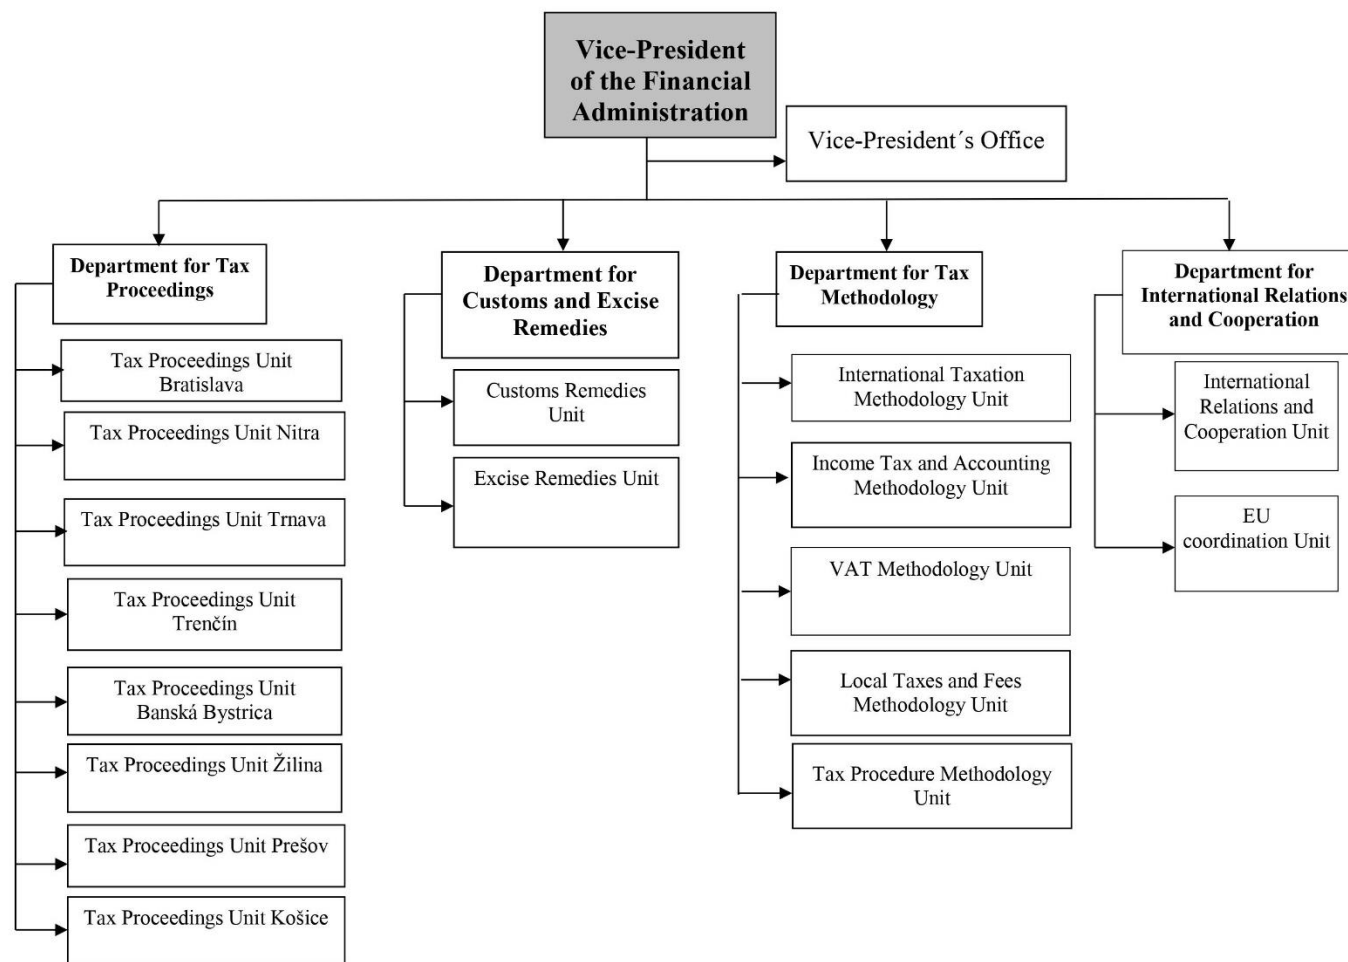 Vice-President
of the Financial
Administration
Vice-President´s Office
Department for Tax
Proceedings
Tax Proceedings Unit
Bratislava
Tax Proceedings Unit Nitra
Tax Proceedings Unit Trnava
Tax Proceedings Unit
Trenčín
Tax Proceedings Unit
Banská Bystrica
Tax Proceedings Unit Žilina
Tax Proceedings Unit Prešov
Tax Proceedings Unit Košice
Department for
Customs and Excise
Remedies
Customs Remedies
Unit
Excise Remedies Unit
Department for Tax
Methodology
International Taxation
Methodology Unit
Income Tax and Accounting
Methodology Unit
VAT Methodology Unit
Local Taxes and Fees
Methodology Unit
Tax Procedure Methodology
Unit
Department for
International Relations
and Cooperation
International
Relations and
Cooperation Unit
EU
coordination Unit